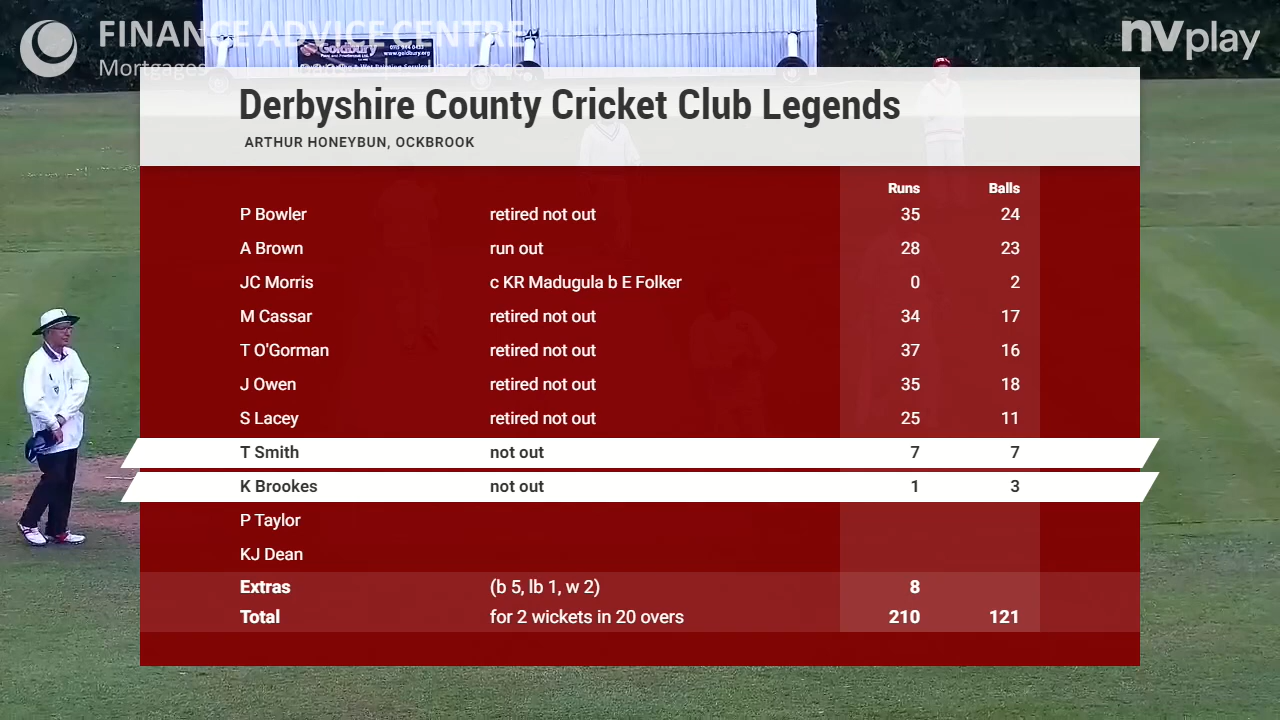 FINANCE ADVICE CENTRE
Mortgages
Goldbury
www.goldbury.org
nvplay
Derbyshire County Cricket Club Legends
ARTHUR HONEYBUN, OCKBROOK
Runs Balls
P Bowler retired not out 35 24
A Brown run out 28 23
JC Morris c KR Madugula b E Folker 0 2
M Cassar retired not out 34 17
T O'Gorman retired not out 37 16
J Owen retired not out 35 18
S Lacey retired not out 25 11
T Smith not out 7 7
K Brookes not out 1 3
P Taylor
KJ Dean
Extras (b 5, lb 1, w 2) 8
Total for 2 wickets in 20 overs 210 121